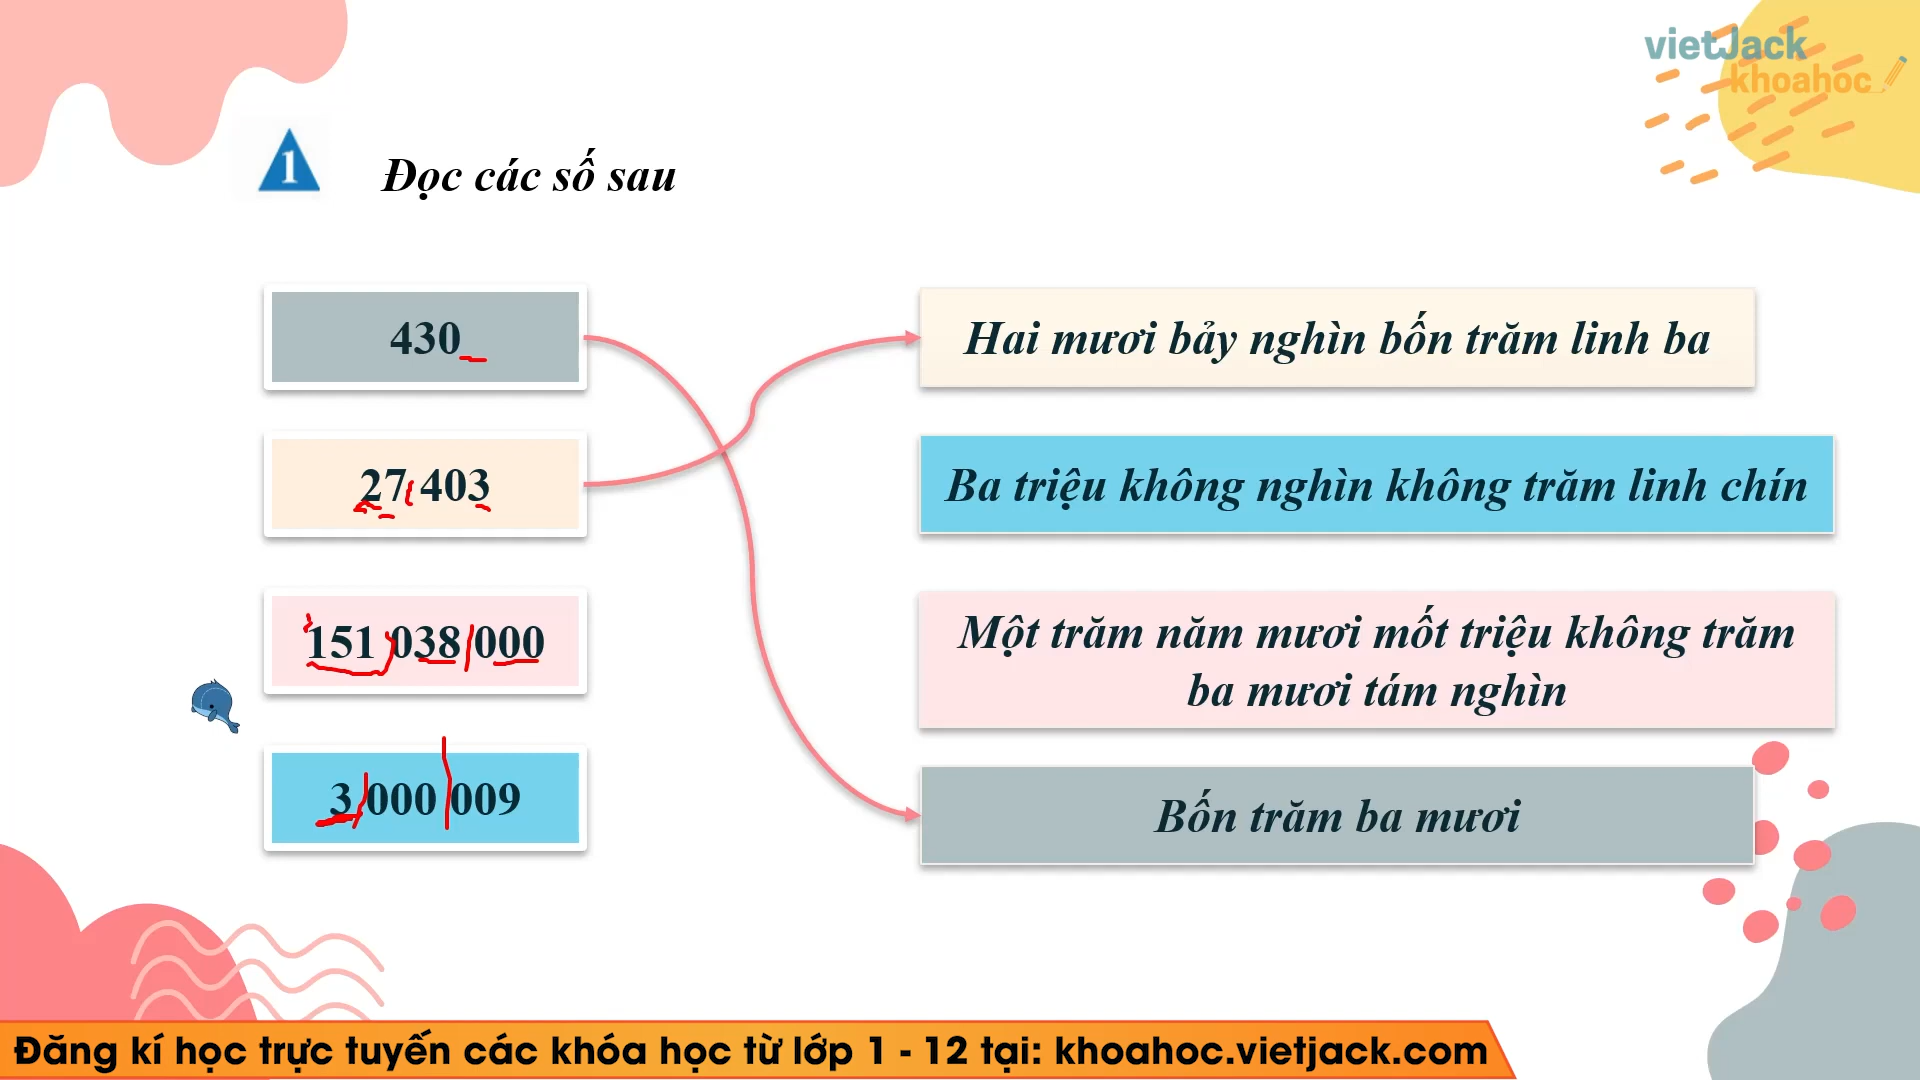 vietJack
khoahoc
1
Đọc các số sau
430
Hai mươi bảy nghìn bốn trăm linh ba
27 403
Ba triệu không nghìn không trăm linh chín
151 038 000
Một trăm năm mươi mốt triệu không trăm
ba mươi tám nghìn
3 000 009
Bốn trăm ba mươi
Đăng kí học trực tuyến các khóa học từ lớp 1 - 12 tại: khoahoc.vietjack.com